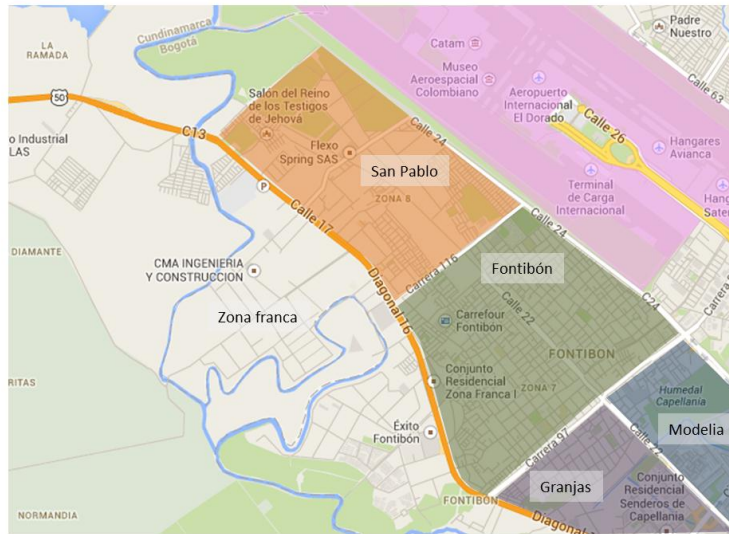 LA
RAMADA
Cundinamarca
Bogotá
Padre
Nuestro
Catam
Museo
Aeroespacial
Colombiano
Aeropuerto
Internacional
El Dorado
Calle 63
50
Salón del Reino
de los Testigos
de Jehová
Calle 24
Calle 26
C13
o Industrial
LAS
Flexo
Spring SAS
Hangares
Avianca
San Pablo
ZONA 8
Terminal
de Carga
Internacional
Han
Sate
P
Calle 17
Calle 24
DIAMANTE
CMA INGENIERIA
Y CONSTRUCCION
Carrera 116
Fontibón
C24
Carrera
Zona franca
Diagonal 16
Calle 22
Carrefour
Fontibón
FONTIBON
RITAS
Conjunto
Residencial
Zona Franca I
ZONA 7
Humedal
Capellanía
Éxito
Fontibón
Carrera 97
Calle 22
Modelia
Granjas
Conjunto
Residencial
Senderos de
Capellania
FONTIBON
NORMANDIA
Diagonal